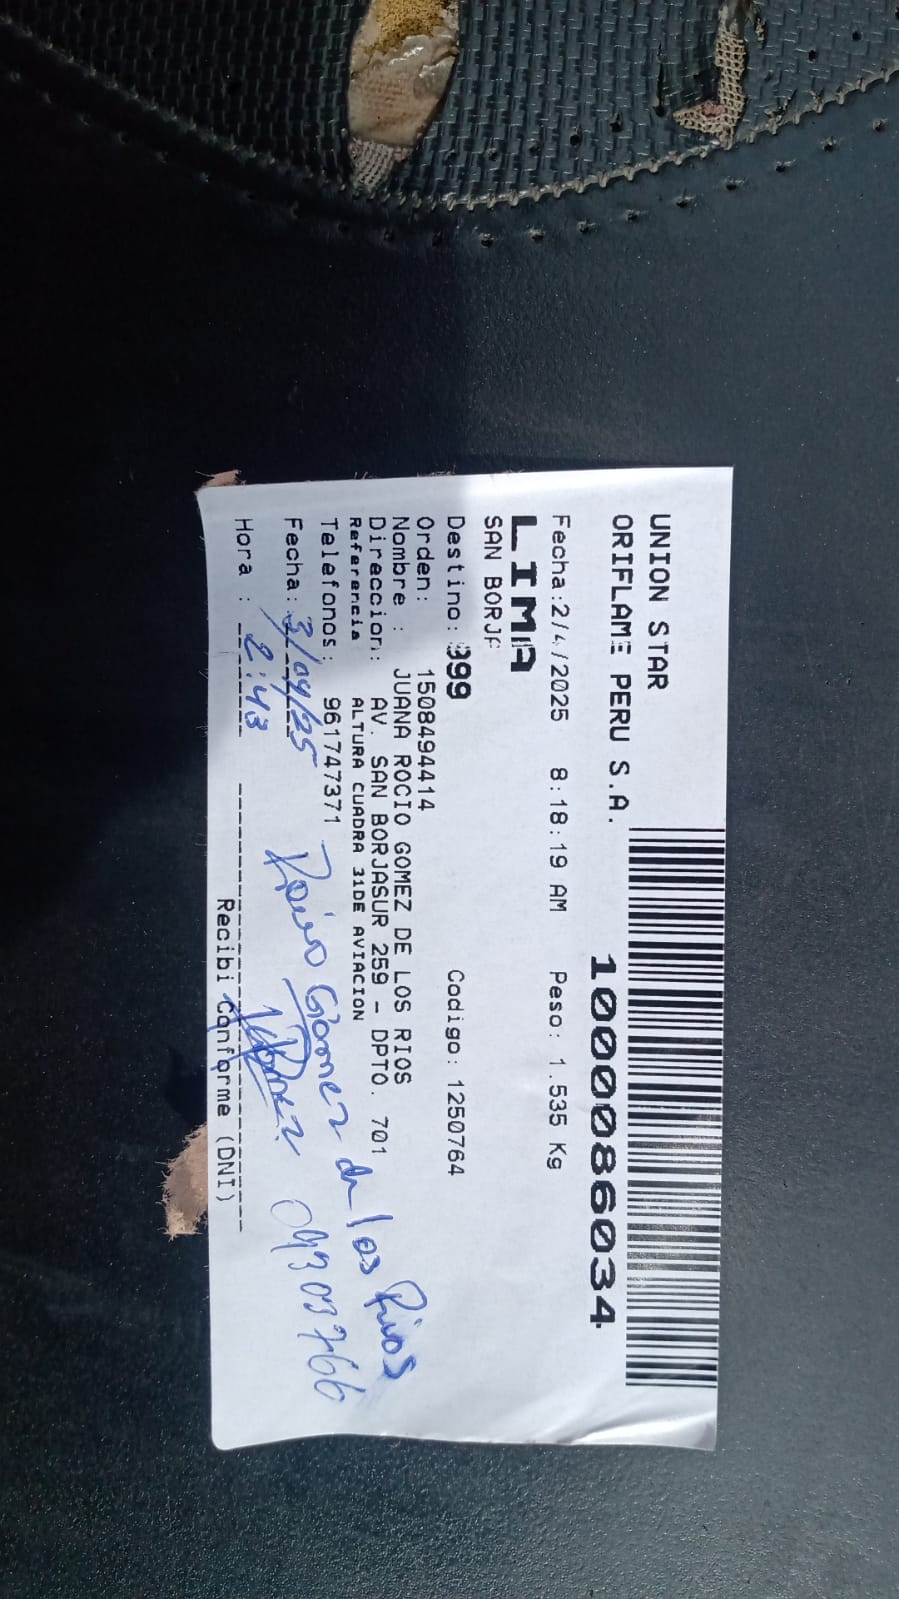 UNION STAR
ORIFLAME PERU S.A.
1000086034
Fecha:2/4/2025 8:18:19 AM Peso: 1.535 Kg
LIMA
SAN BORJA
Destino: 999 Codigo: 1250764
Orden: 1508494414
Nombre : JUANA ROCIO GOMEZ DE LOS RIOS
Direccion: AV. SAN BORJASUR 259 - DPTO. 701
Referencia ALTURA CUADRA 31DE AVIACION
Telefonos: 961747371
Fecha: 3/04/25 Rocio Gomez de los Rios
Hora : 2:43 09303766
Recibi Conforme (DNI)